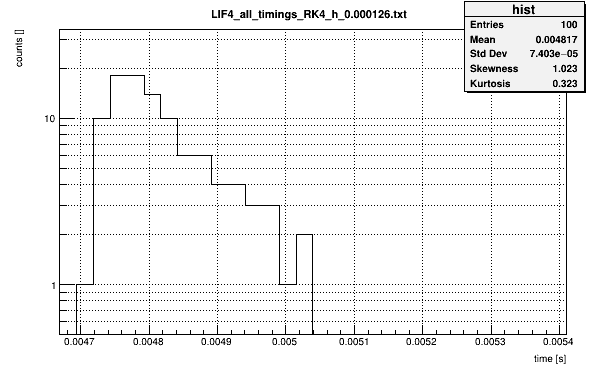 LIF4_all_timings_RK4_h_0.000126.txt
hist
Entries 100
Mean 0.004817
Std Dev 7.403e−05
Skewness 1.023
Kurtosis 0.323
counts []
10
1
0.0047 0.0048 0.0049 0.005 0.0051 0.0052 0.0053 0.0054
time [s]